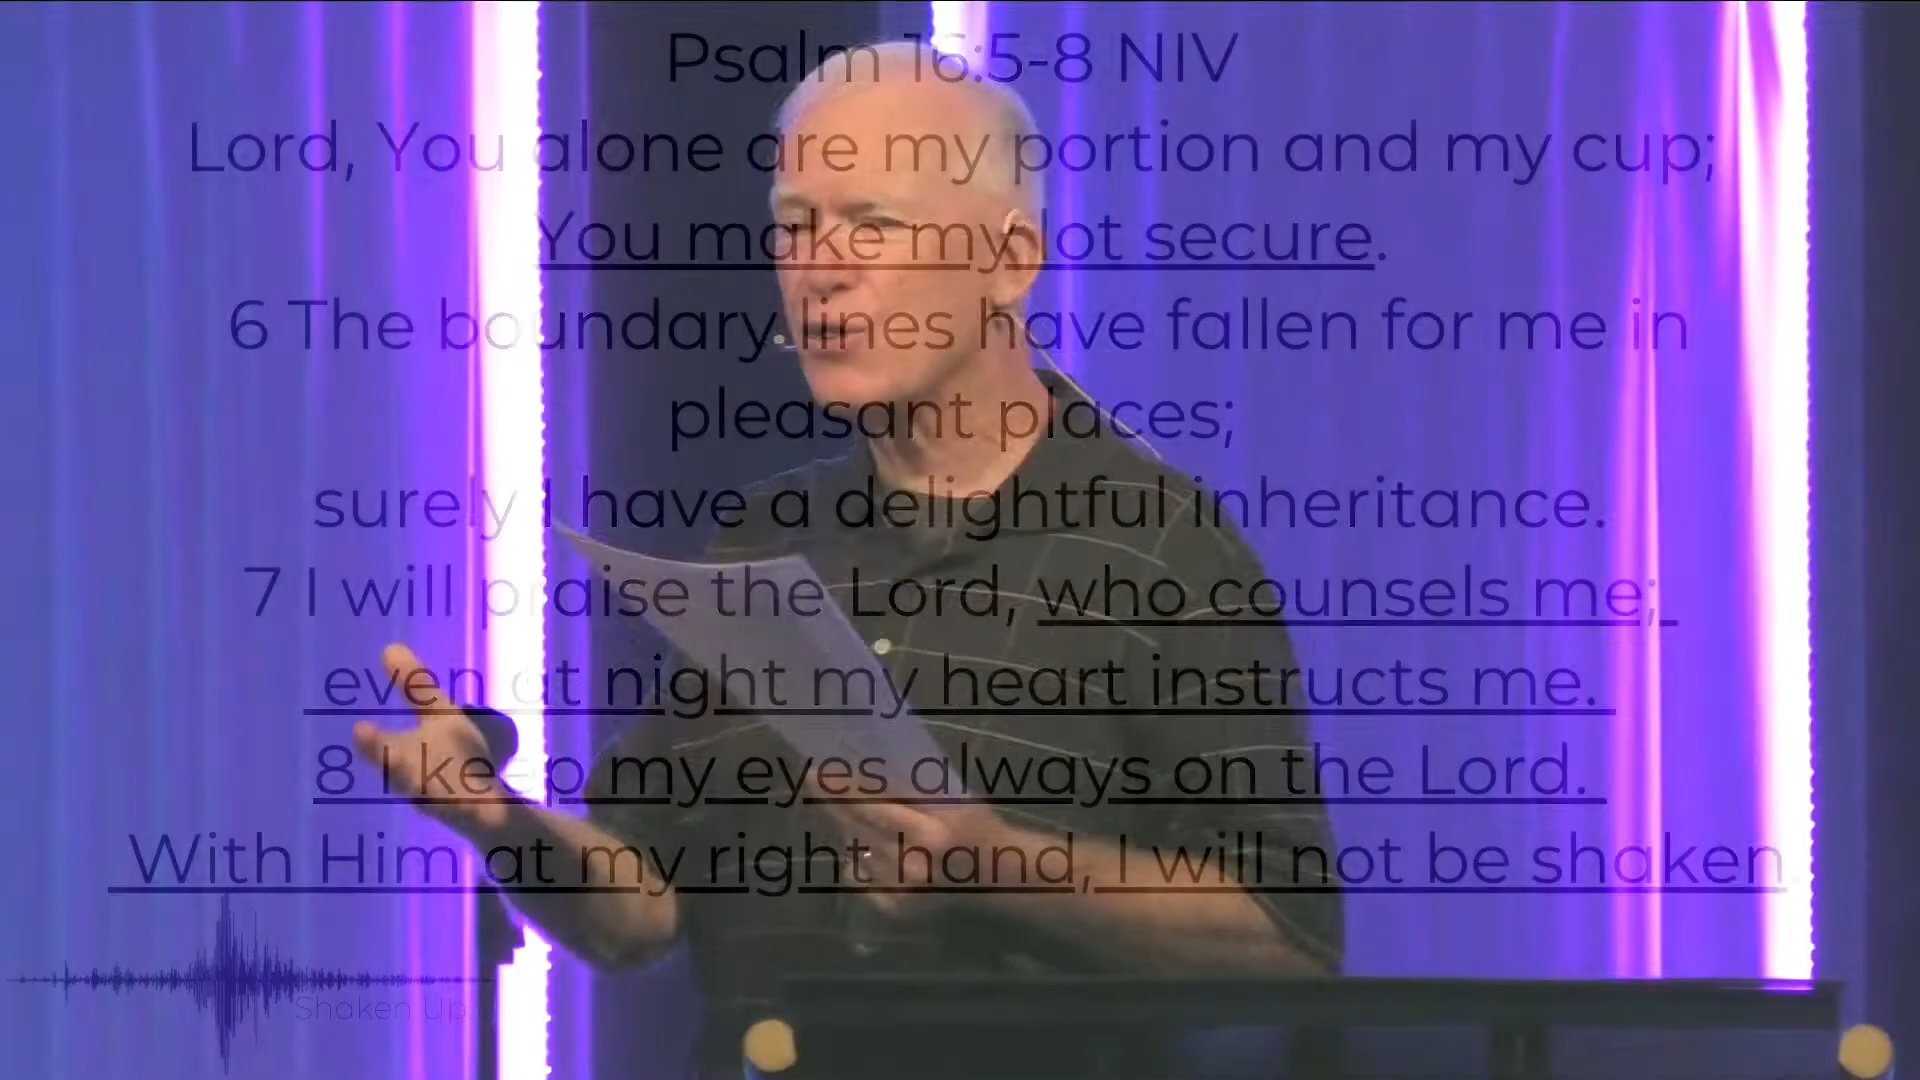 Psalm 16:5-8 NIV
Lord, You alone are my portion and my cup;
You make my lot secure.
6 The boundary lines have fallen for me in
pleasant places;
surely I have a delightful inheritance.
7 I will praise the Lord, who counsels me;
even at night my heart instructs me.
8 I keep my eyes always on the Lord.
With Him at my right hand, I will not be shaken
Shaken Up